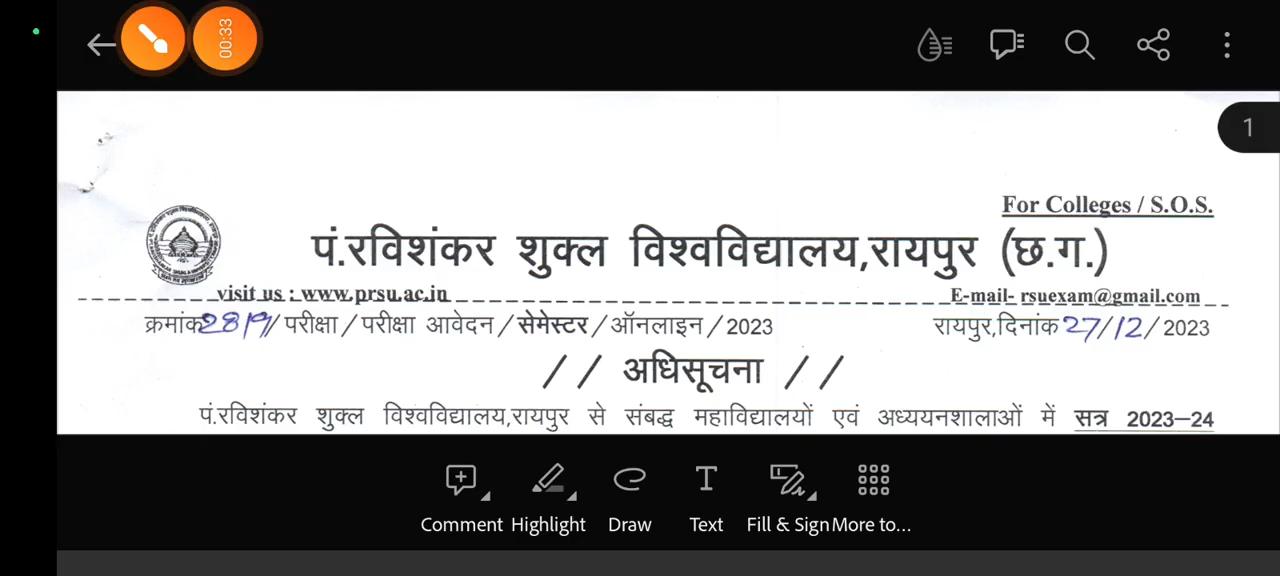 00:33
1
For Colleges / S.O.S.
पं.रविशंकर शुक्ल विश्वविद्यालय,रायपुर (छ.ग.)
visit us : www.prsu.ac.in E-mail- rsuexam@gmail.com
क्रमांक 2819/ परीक्षा / परीक्षा आवेदन / सेमेस्टर / ऑनलाइन / 2023 रायपुर,दिनांक 27/12/2023
// अधिसूचना //
पं.रविशंकर शुक्ल विश्वविद्यालय,रायपुर से संबद्ध महाविद्यालयों एवं अध्ययनशालाओं में सत्र 2023–24
Comment Highlight Draw Text Fill & Sign More to...